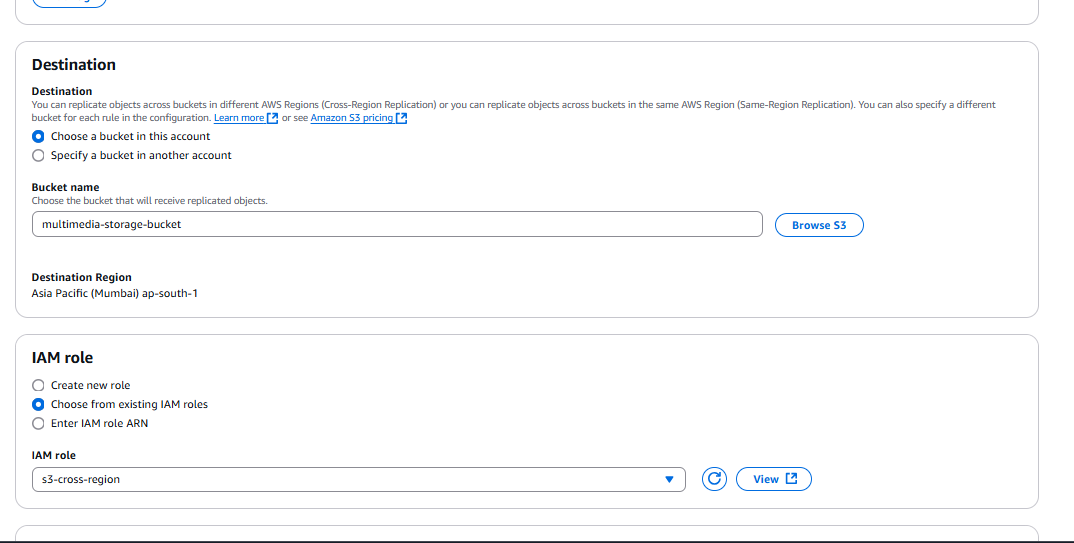 Destination
Destination
You can replicate objects across buckets in different AWS Regions (Cross-Region Replication) or you can replicate objects across buckets in the same AWS Region (Same-Region Replication). You can also specify a different
bucket for each rule in the configuration. Learn more or see Amazon S3 pricing
Choose a bucket in this account
Specify a bucket in another account
Bucket name
Choose the bucket that will receive replicated objects.
multimedia-storage-bucket
Browse S3
Destination Region
Asia Pacific (Mumbai) ap-south-1
IAM role
Create new role
Choose from existing IAM roles
Enter IAM role ARN
IAM role
s3-cross-region
View